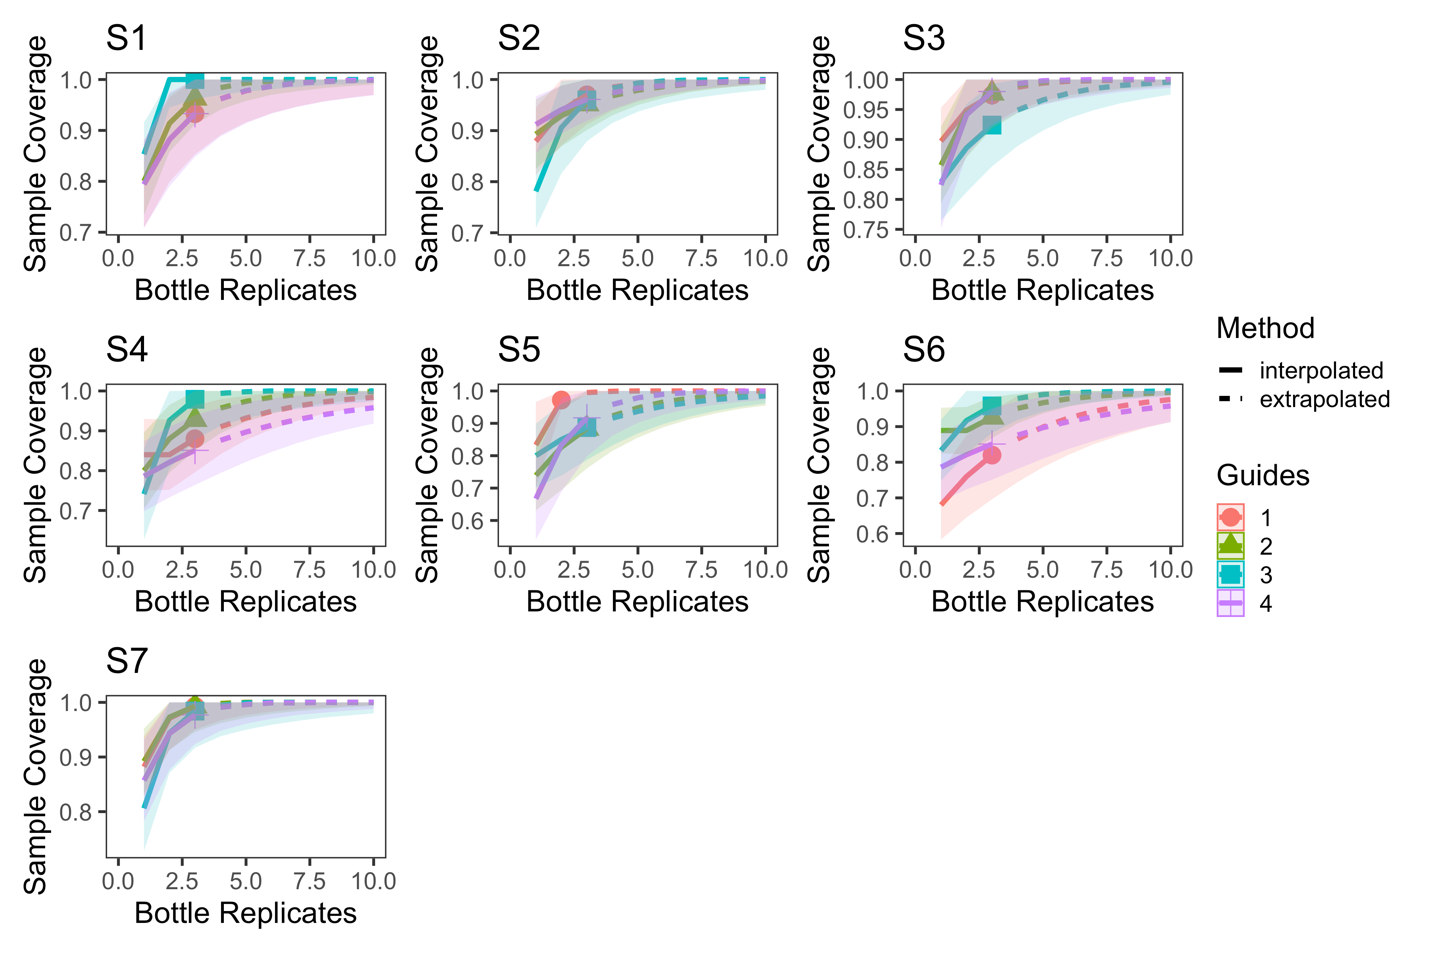 S1
Sample Coverage
1.0
0.9
0.8
0.7
0.0 2.5 5.0 7.5 10.0
Bottle Replicates
S2
Sample Coverage
1.0
0.9
0.8
0.7
0.0 2.5 5.0 7.5 10.0
Bottle Replicates
S3
Sample Coverage
1.00
0.95
0.90
0.85
0.80
0.75
0.0 2.5 5.0 7.5 10.0
Bottle Replicates
S4
Sample Coverage
1.0
0.9
0.8
0.7
0.0 2.5 5.0 7.5 10.0
Bottle Replicates
S5
Sample Coverage
1.0
0.9
0.8
0.7
0.6
0.0 2.5 5.0 7.5 10.0
Bottle Replicates
S6
Sample Coverage
1.0
0.9
0.8
0.7
0.6
0.0 2.5 5.0 7.5 10.0
Bottle Replicates
S7
Sample Coverage
1.0
0.9
0.8
0.0 2.5 5.0 7.5 10.0
Bottle Replicates
Method
interpolated
extrapolated
Guides
1
2
3
4